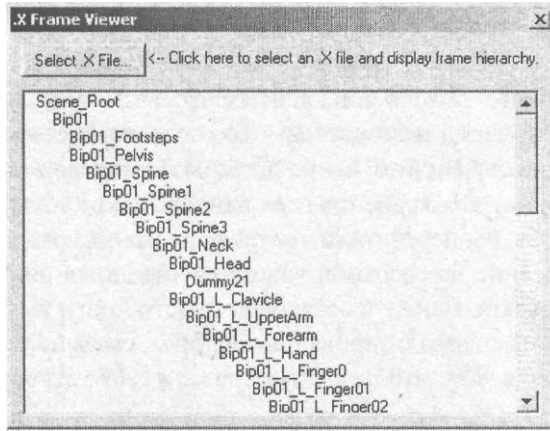 .X Frame Viewer
Select .X File...
<-- Click here to select an .X file and display frame hierarchy.
Scene_Root
Bip01
Bip01_Footsteps
Bip01_Pelvis
Bip01_Spine
Bip01_Spine1
Bip01_Spine2
Bip01_Spine3
Bip01_Neck
Bip01_Head
Dummy21
Bip01_L_Clavicle
Bip01_L_UpperArm
Bip01_L_Forearm
Bip01_L_Hand
Bip01_L_Finger0
Bip01_L_Finger01
Bip01_L_Finger02